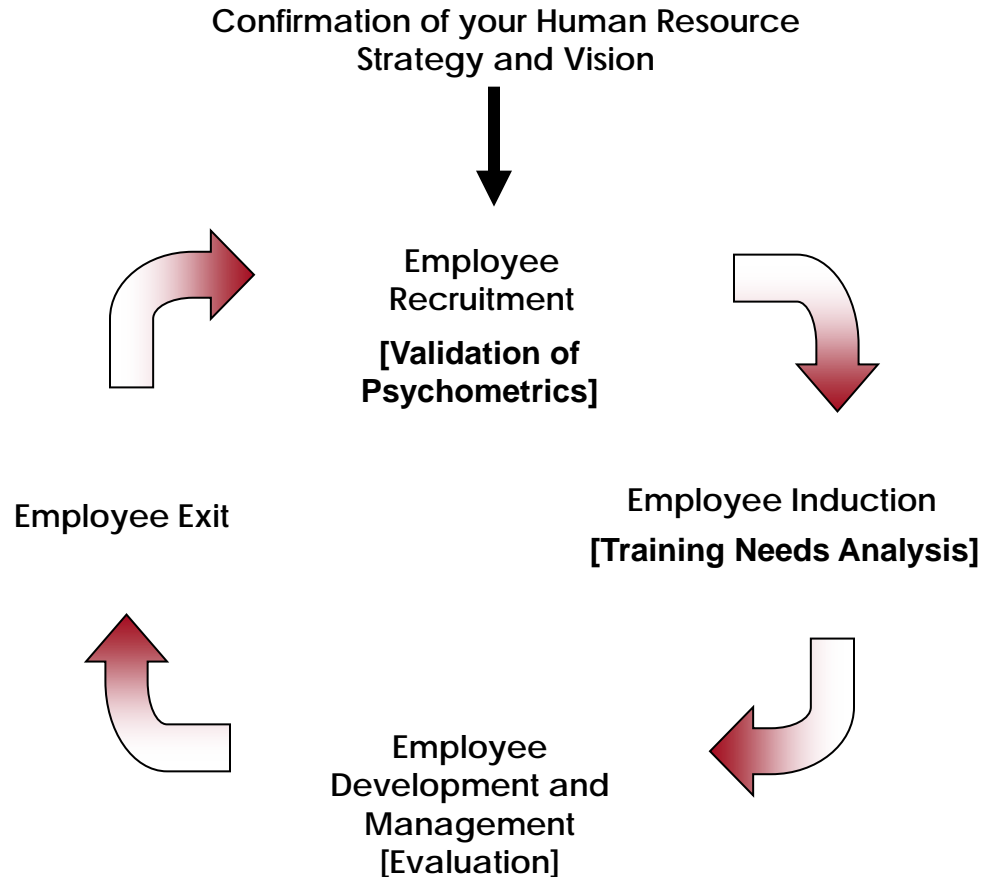 Confirmation of your Human Resource
Strategy and Vision
Employee
Recruitment
[Validation of
Psychometrics]
Employee Exit
Employee Induction
[Training Needs Analysis]
Employee
Development and
Management
[Evaluation]